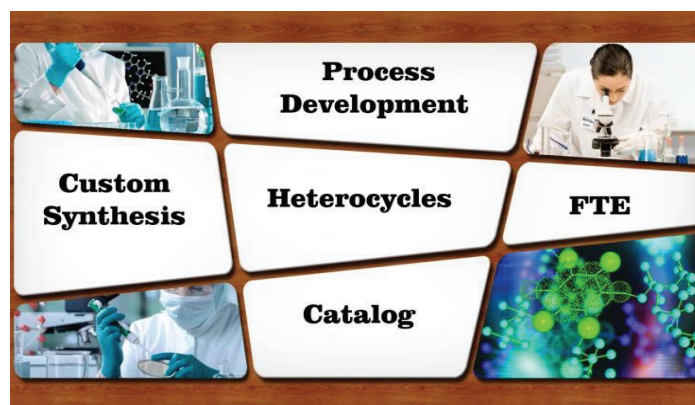 Process
Development
Custom
Synthesis
Heterocycles
FTE
Catalog